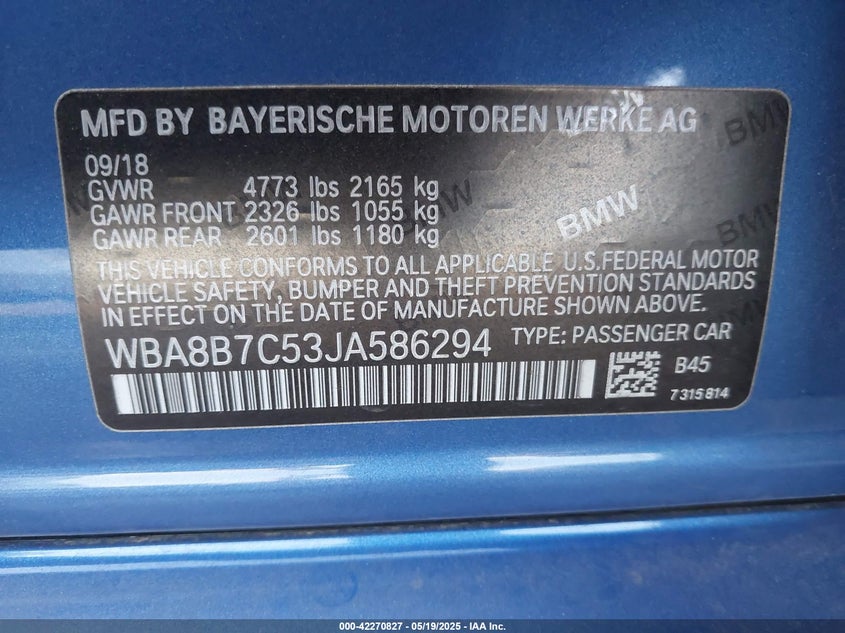 MFD BY BAYERISCHE MOTOREN WERKE AG
09/18
GVWR 4773 lbs 2165 kg
GAWR FRONT 2326 lbs 1055 kg
GAWR REAR 2601 lbs 1180 kg
BMW
BMW
BMW
THIS VEHICLE CONFORMS TO ALL APPLICABLE U.S.FEDERAL MOTOR
VEHICLE SAFETY, BUMPER AND THEFT PREVENTION STANDARDS
IN EFFECT ON THE DATE OF MANUFACTURE SHOWN ABOVE.
WBA8B7C53JA586294 TYPE: PASSENGER CAR
B45
7315814
000-42270827 - 05/19/2025 - IAA Inc.